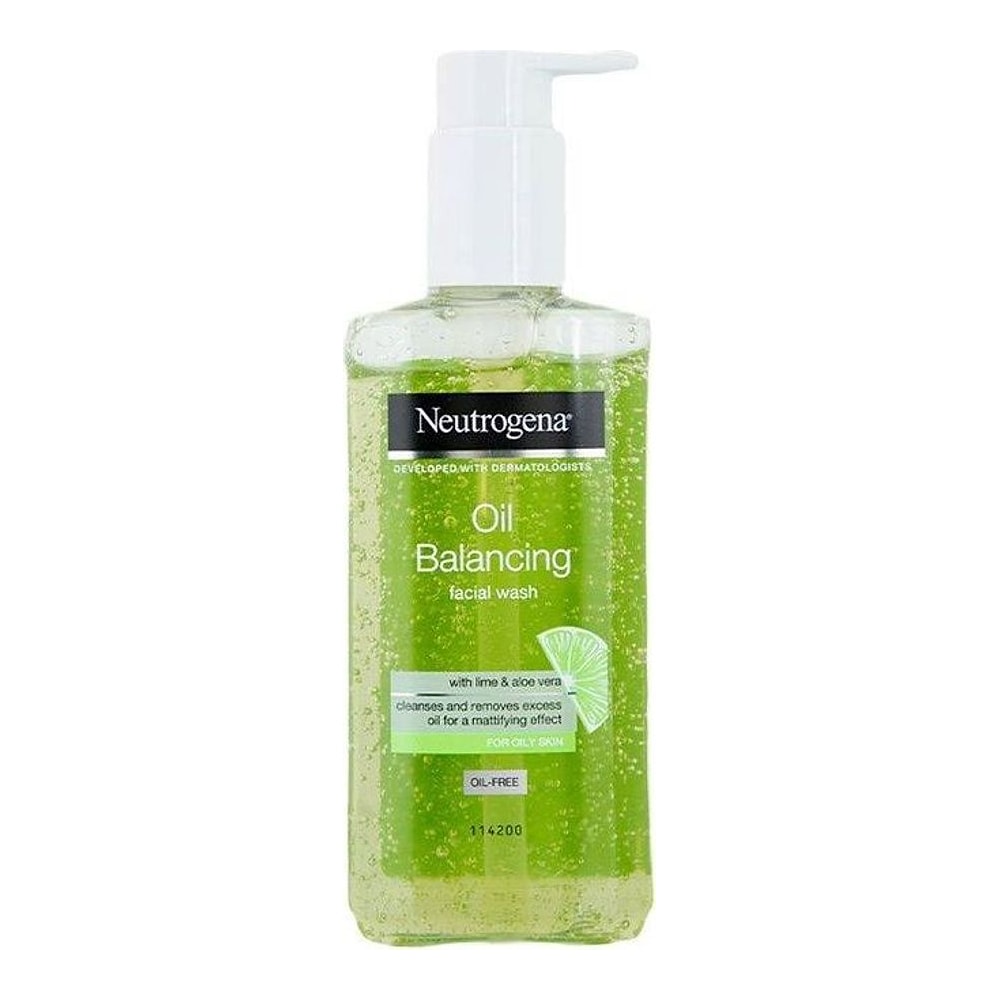 Neutrogena®
DEVELOPED WITH DERMATOLOGISTS
Oil
Balancing
facial wash
with lime & aloe vera
cleanses and removes excess
oil for a mattifying effect
FOR OILY SKIN
OIL-FREE
114200